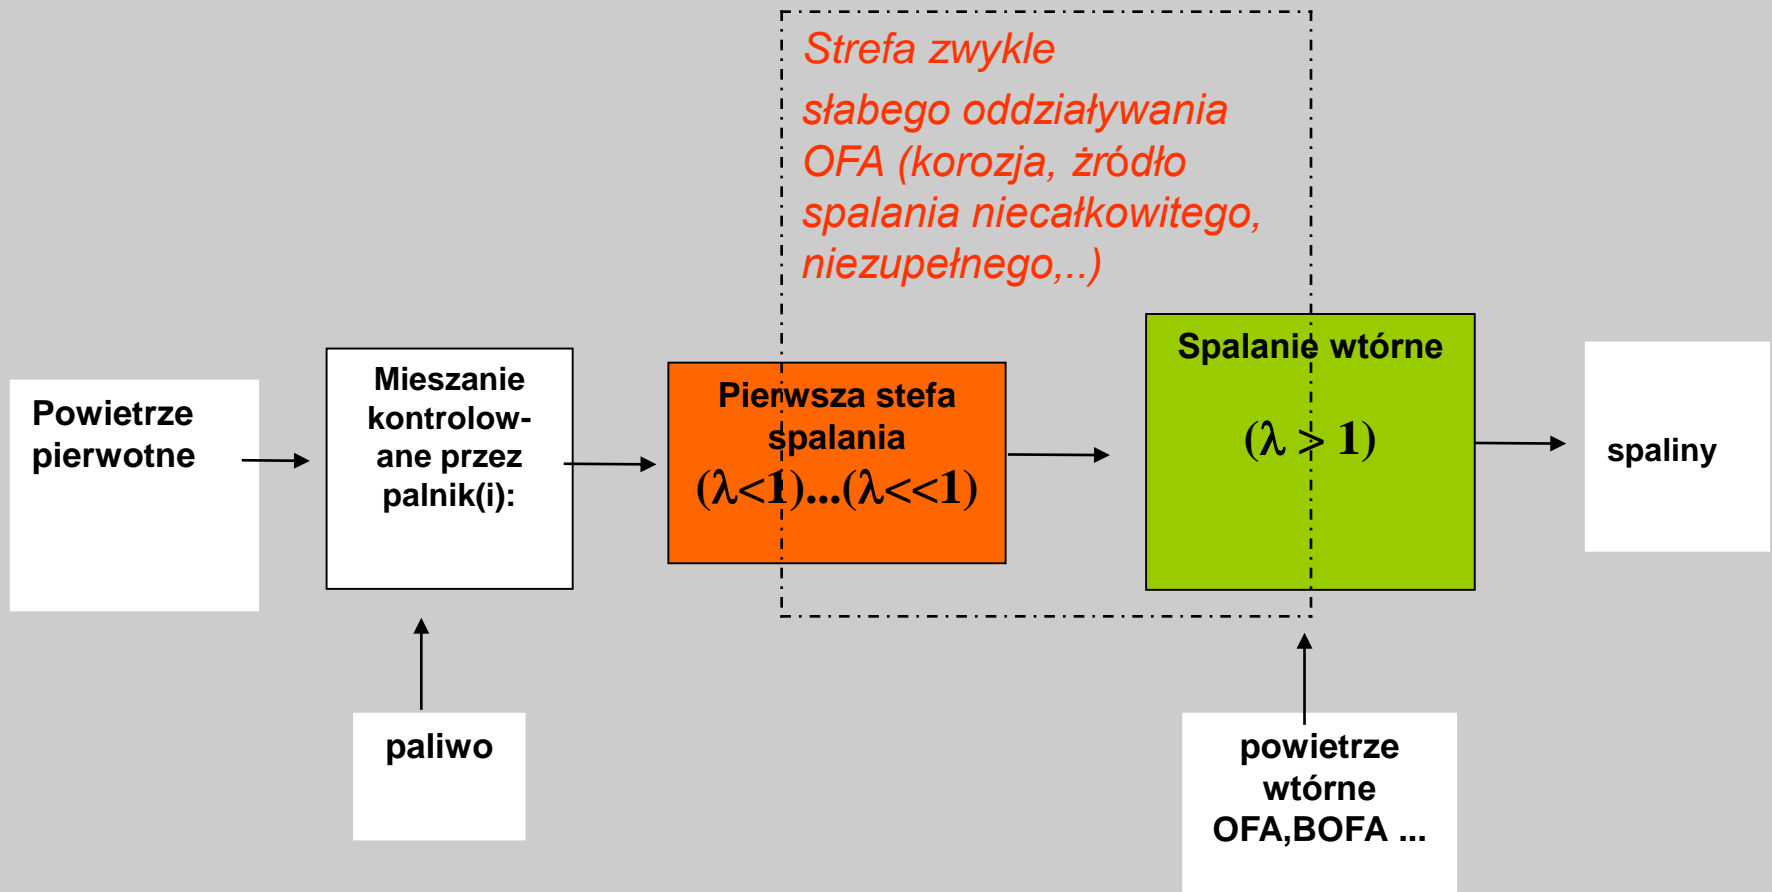 Strefa zwykle
słabego oddziaływania
OFA (korozja, żródło
spalania niecałkowitego,
niezupełnego,..)
Powietrze
pierwotne
Mieszanie
kontrolow-
ane przez
palnik(i):
Pierwsza stefa
spalania
(λ<1)...(λ<<1)
Spalanie wtórne
(λ > 1)
spaliny
paliwo
powietrze
wtórne
OFA,BOFA ...